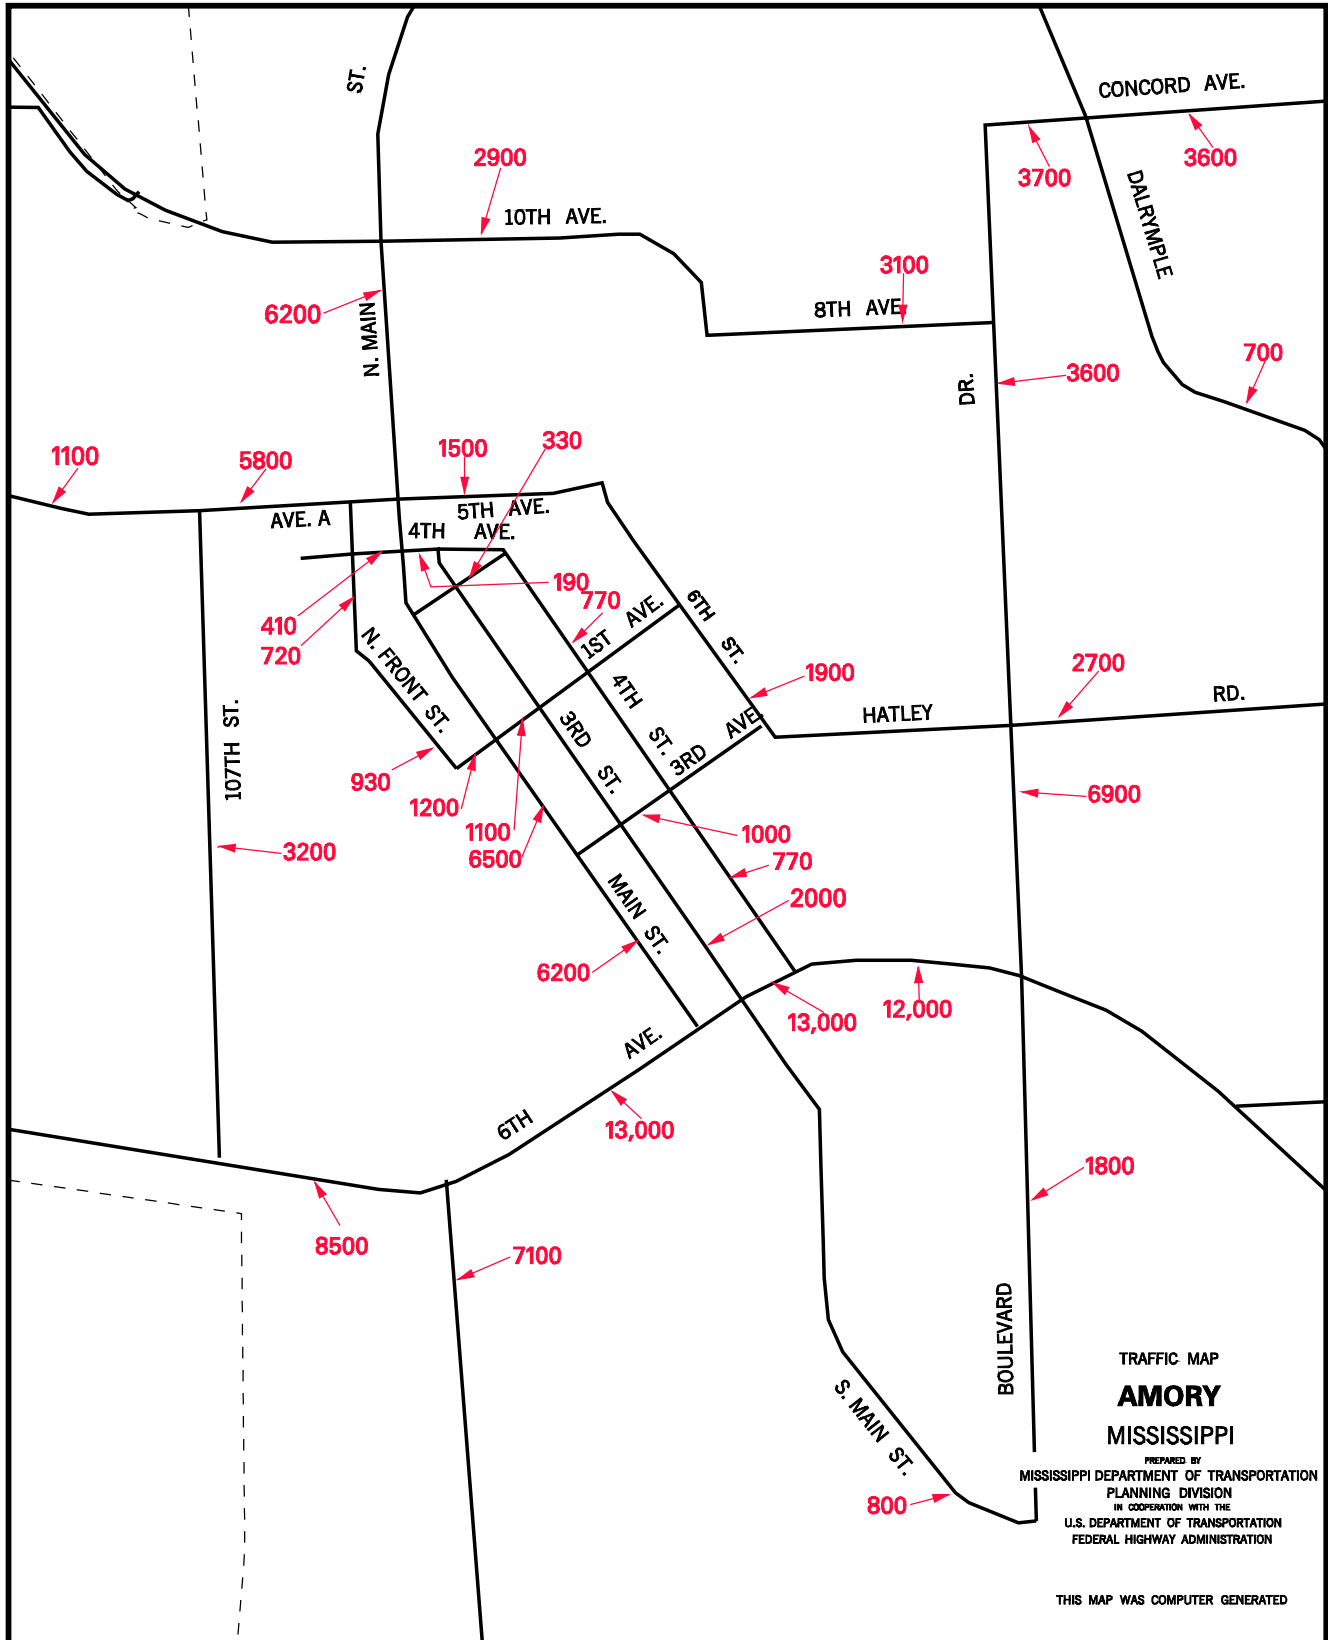 ST.
CONCORD AVE.
3600
3700
2900
10TH AVE.
DALRYMPLE
3100
8TH AVE.
6200
N. MAIN
700
DR.
3600
1100
5800
1500
330
AVE. A
5TH AVE.
4TH AVE.
190
770
410
720
1ST AVE.
6TH ST.
N. FRONT ST.
1900
2700
4TH ST.
107TH ST.
3RD ST.
3RD AVE.
HATLEY RD.
930
1200
1100
6500
6900
1000
3200
770
MAIN ST.
2000
6200
13,000
12,000
6TH AVE.
13,000
1800
8500
7100
BOULEVARD
S. MAIN ST.
800
TRAFFIC MAP
AMORY
MISSISSIPPI
PREPARED BY
MISSISSIPPI DEPARTMENT OF TRANSPORTATION
PLANNING DIVISION
IN COOPERATION WITH THE
U.S. DEPARTMENT OF TRANSPORTATION
FEDERAL HIGHWAY ADMINISTRATION
THIS MAP WAS COMPUTER GENERATED